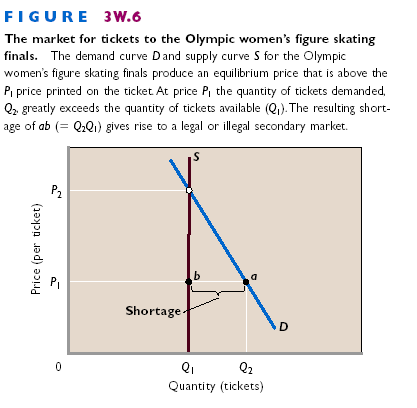 FIGURE 3W.6
The market for tickets to the Olympic women's figure skating
finals. The demand curve D and supply curve S for the Olympic
women's figure skating finals produce an equilibrium price that is above the
P₁ price printed on the ticket. At price P₁ the quantity of tickets demanded,
Q₂, greatly exceeds the quantity of tickets available (Q₁). The resulting short-
age of ab (= Q₂Q₁) gives rise to a legal or illegal secondary market.
S
P₂
Price (per ticket)
P₁
b
a
Shortage
D
0
Q₁
Q₂
Quantity (tickets)